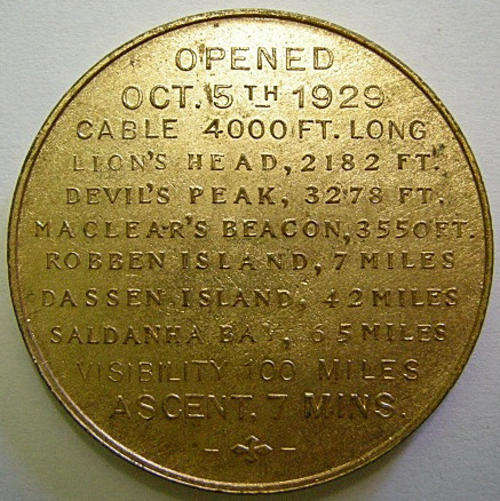 OPENED
OCT. 5TH 1929
CABLE 4000 FT. LONG
LION'S HEAD, 2182 FT.
DEVIL'S PEAK, 3278 FT.
MACLEAR'S BEACON, 3550 FT.
ROBBEN ISLAND, 7 MILES
DASSEN ISLAND, 42 MILES
SALDANHA BAY, 65 MILES
VISIBILITY 100 MILES
ASCENT. 7 MINS.